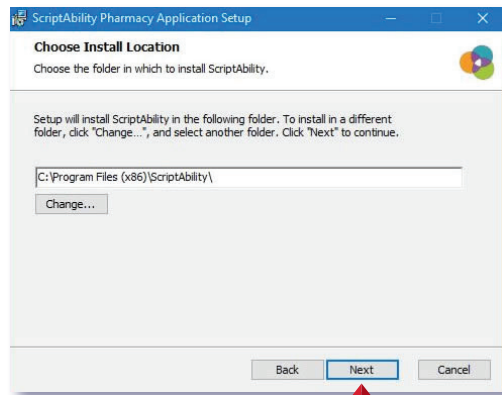 ScriptAbility Pharmacy Application Setup
Choose Install Location
Choose the folder in which to install ScriptAbility.
Setup will install ScriptAbility in the following folder. To install in a different
folder, click "Change...", and select another folder. Click "Next" to continue.
C:\Program Files (x86)\ScriptAbility\
Change...
Back Next Cancel